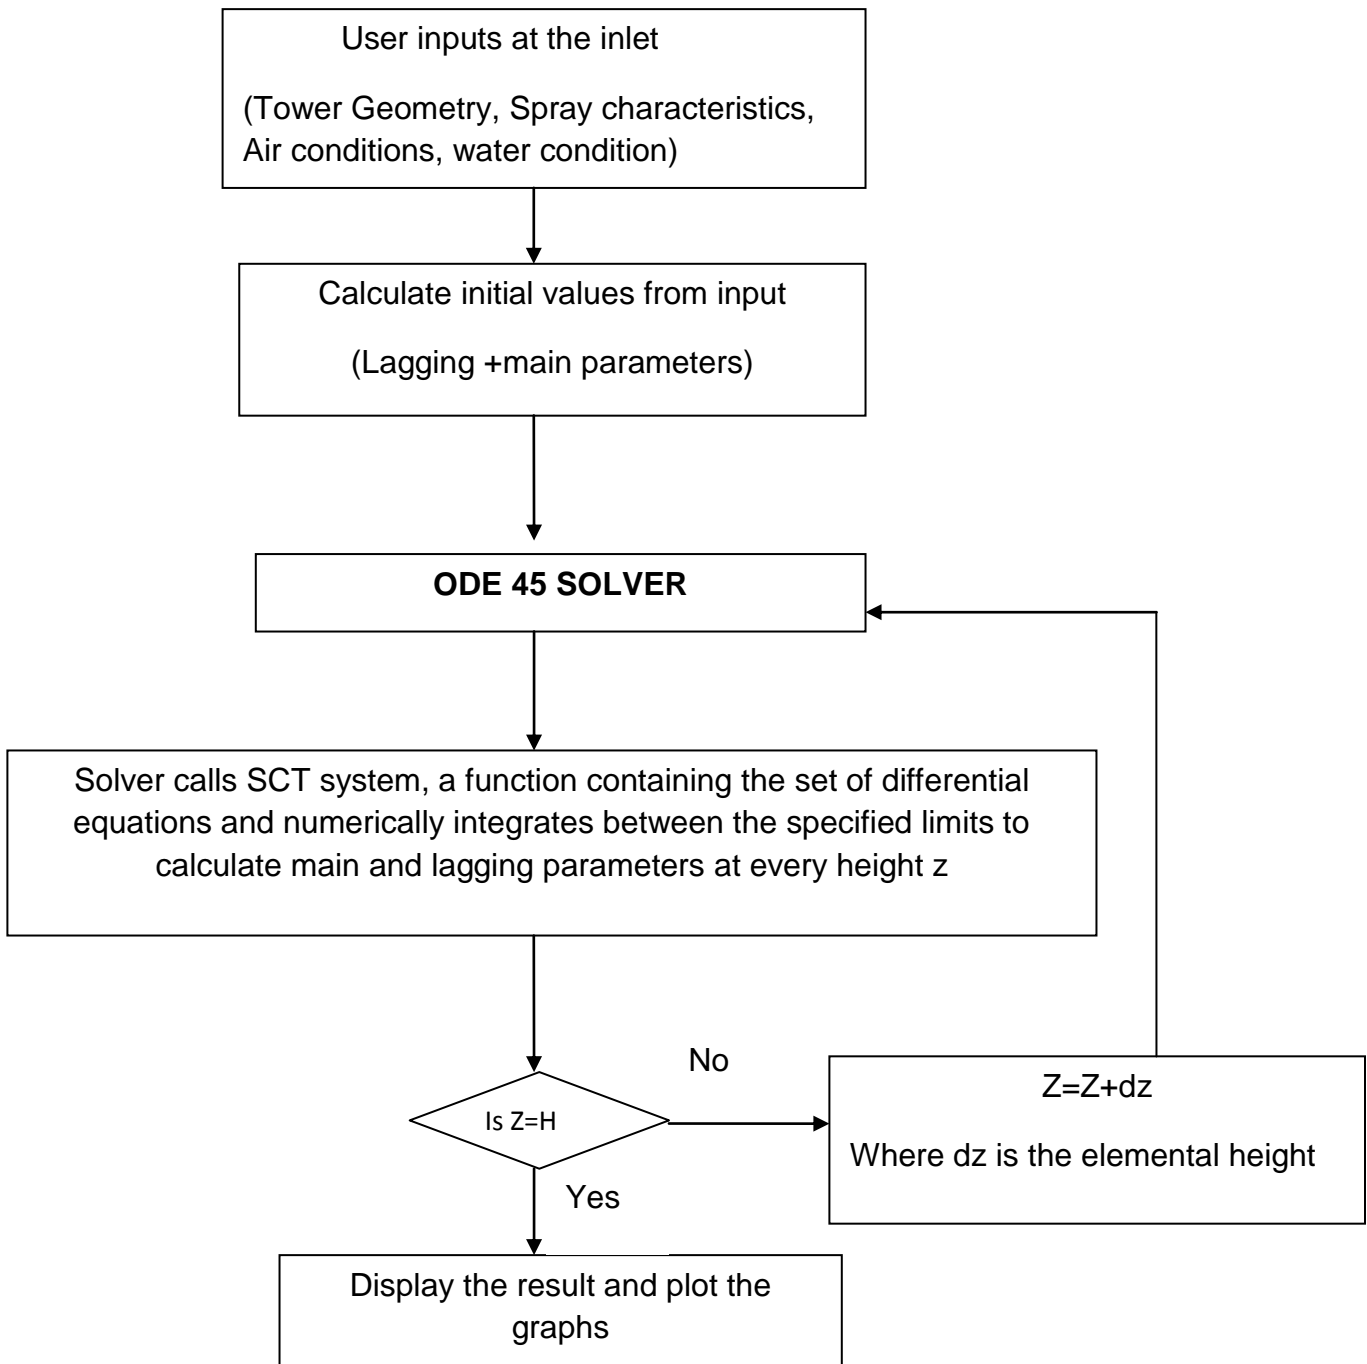 User inputs at the inlet
(Tower Geometry, Spray characteristics,
Air conditions, water condition)
Calculate initial values from input
(Lagging +main parameters)
ODE 45 SOLVER
Solver calls SCT system, a function containing the set of differential
equations and numerically integrates between the specified limits to
calculate main and lagging parameters at every height z
No
Is Z=H
Z=Z+dz
Where dz is the elemental height
Yes
Display the result and plot the
graphs